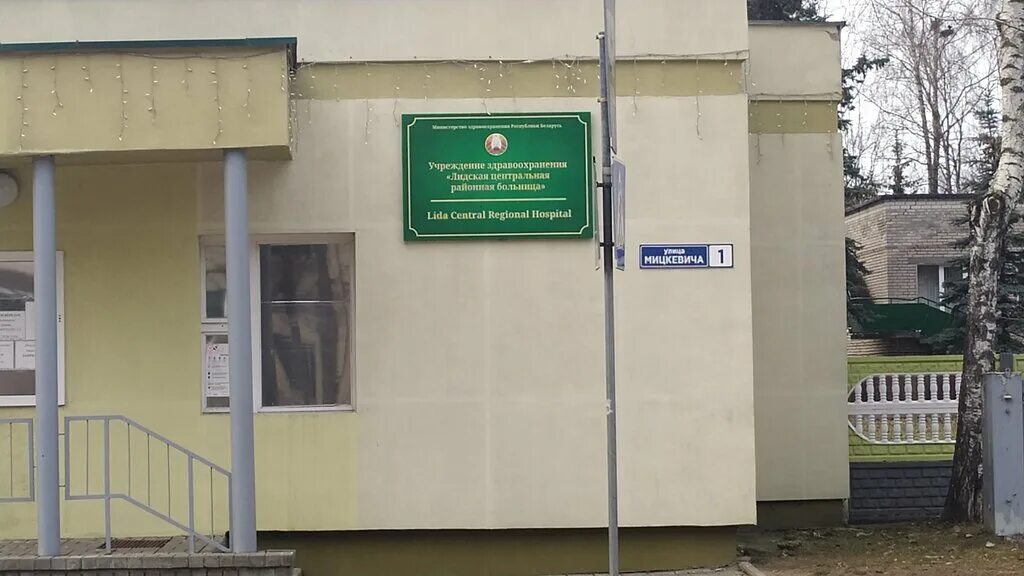 Министерство здравоохранения Республики Беларусь
Учреждение здравоохранения
«Лидская центральная
районная больница»
Lida Central Regional Hospital
улица
МИЦКЕВИЧА
1